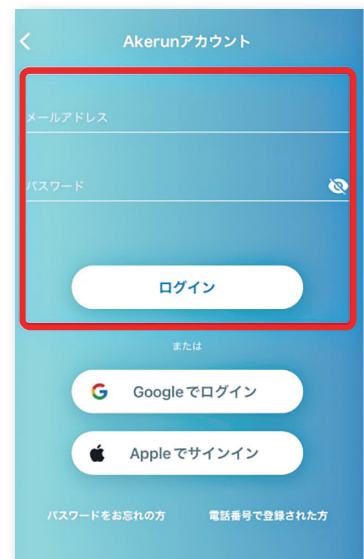 Akerunアカウント
メールアドレス
パスワード
ログイン
または
Googleでログイン
Appleでサインイン
パスワードをお忘れの方
電話番号で登録された方